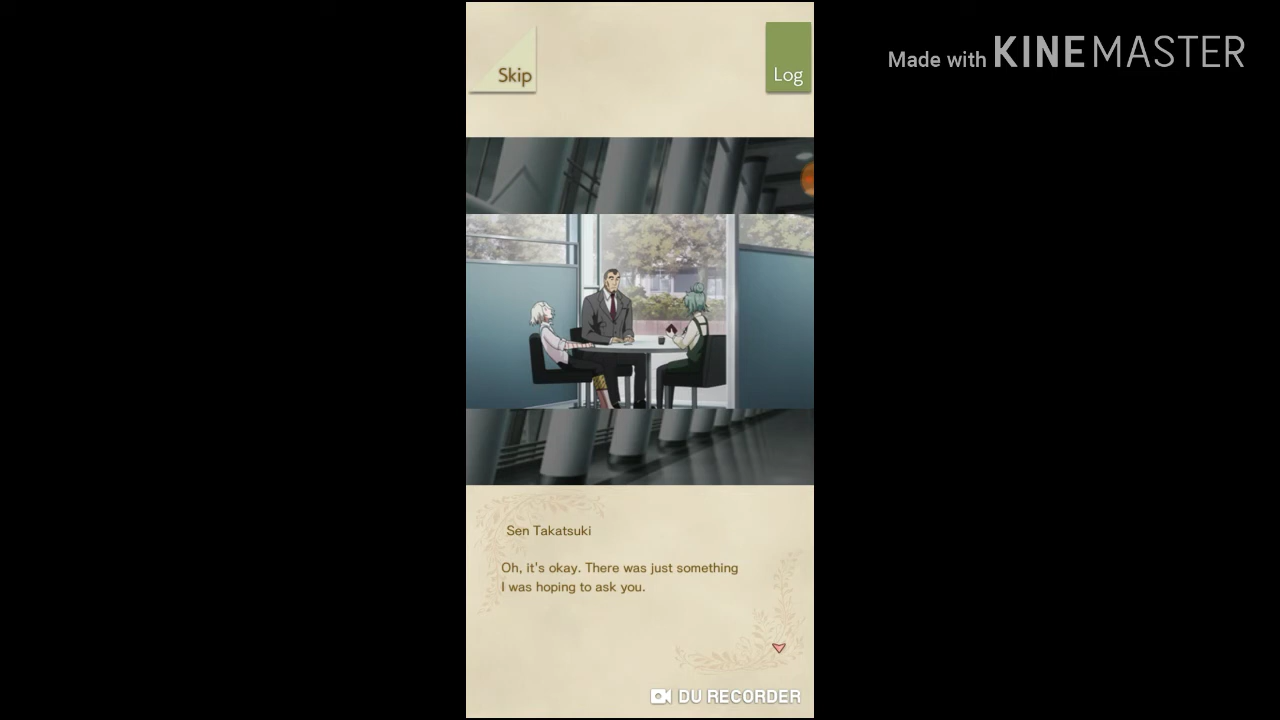 Made with KINEMASTER
Skip
Log
Sen Takatsuki
Oh, it's okay. There was just something
I was hoping to ask you.
DU RECORDER